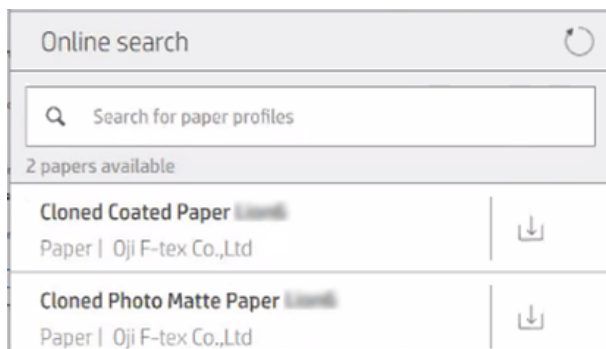 Online search
Search for paper profiles
2 papers available
Cloned Coated Paper
Paper | Oji F-tex Co.,Ltd
Cloned Photo Matte Paper
Paper | Oji F-tex Co.,Ltd